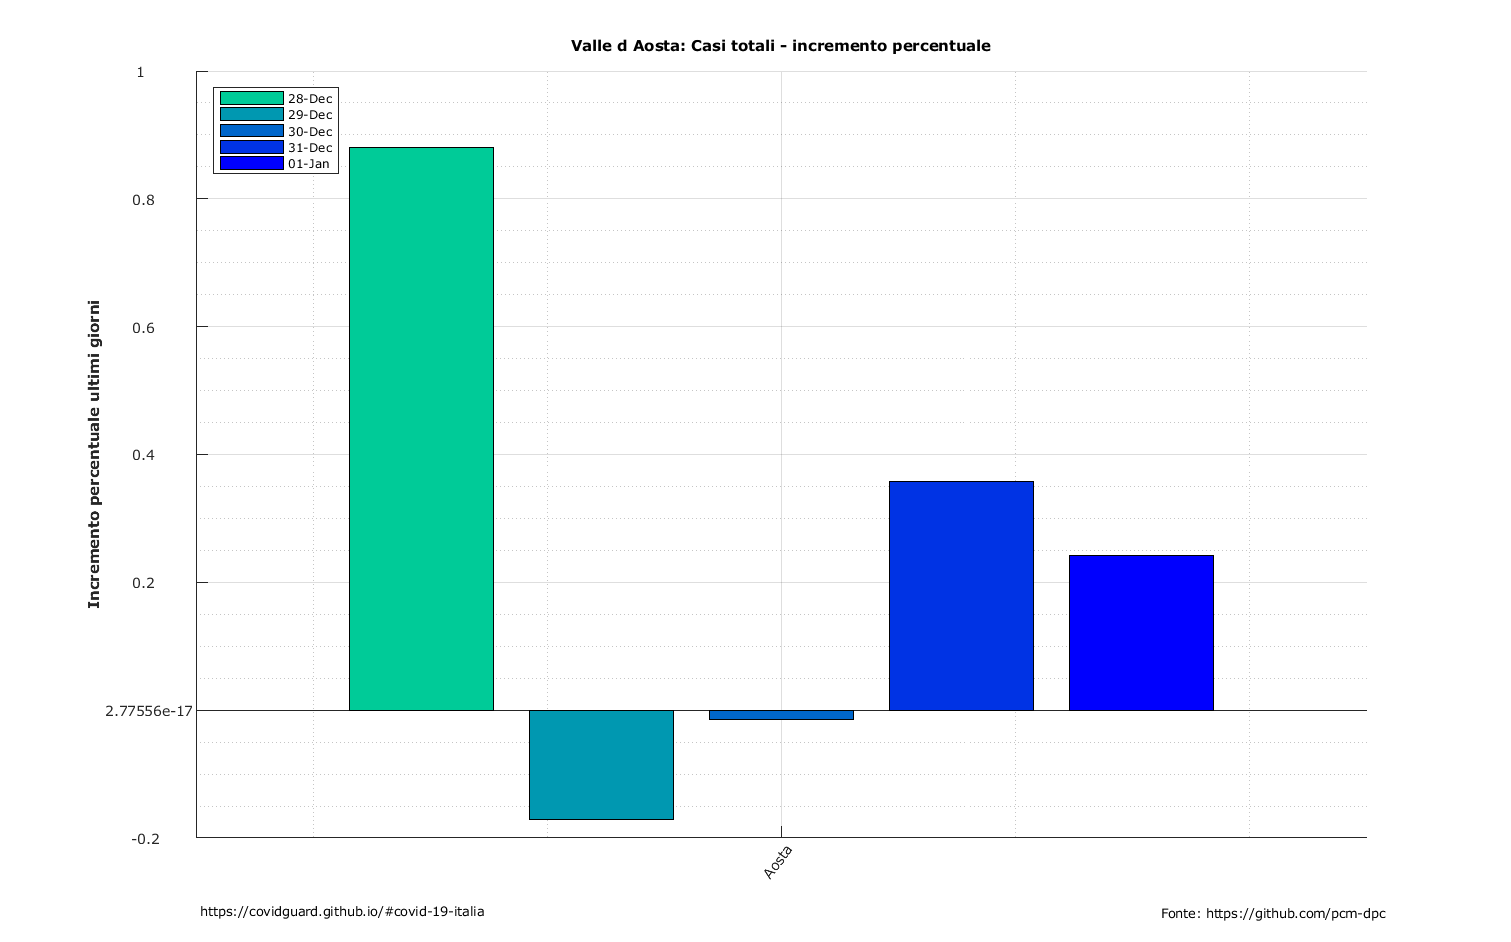 Valle d Aosta: Casi totali - incremento percentuale
1
28-Dec
29-Dec
30-Dec
31-Dec
01-Jan
0.8
0.6
0.4
0.2
2.77556e-17
-0.2
Incremento percentuale ultimi giorni
Aosta
https://covidguard.github.io/#covid-19-italia
Fonte: https://github.com/pcm-dpc